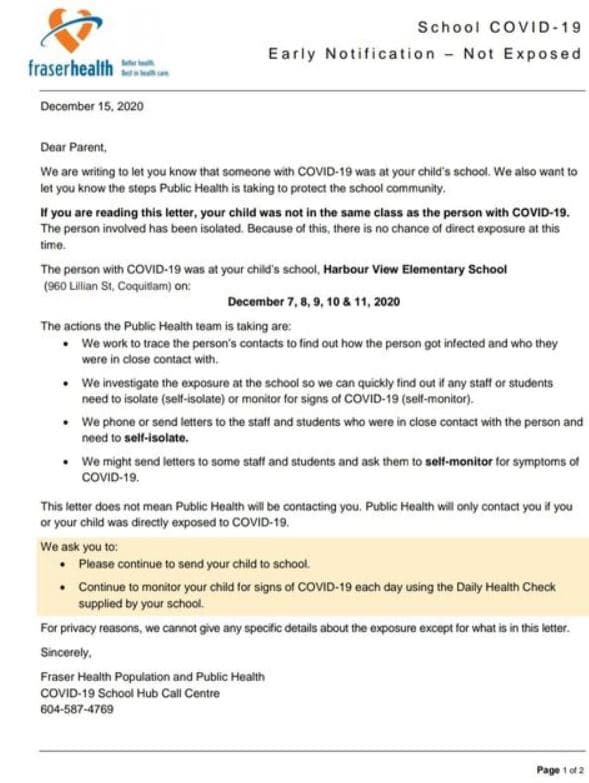 School COVID-19
Early Notification – Not Exposed
fraserhealth
Better health.
Best in health care.
December 15, 2020
Dear Parent,
We are writing to let you know that someone with COVID-19 was at your child's school. We also want to
let you know the steps Public Health is taking to protect the school community.
If you are reading this letter, your child was not in the same class as the person with COVID-19.
The person involved has been isolated. Because of this, there is no chance of direct exposure at this
time.
The person with COVID-19 was at your child's school, Harbour View Elementary School
(960 Lillian St, Coquitlam) on:
December 7, 8, 9, 10 & 11, 2020
The actions the Public Health team is taking are:
• We work to trace the person's contacts to find out how the person got infected and who they
were in close contact with.
• We investigate the exposure at the school so we can quickly find out if any staff or students
need to isolate (self-isolate) or monitor for signs of COVID-19 (self-monitor).
• We phone or send letters to the staff and students who were in close contact with the person and
need to self-isolate.
• We might send letters to some staff and students and ask them to self-monitor for symptoms of
COVID-19.
This letter does not mean Public Health will be contacting you. Public Health will only contact you if you
or your child was directly exposed to COVID-19.
We ask you to:
• Please continue to send your child to school.
• Continue to monitor your child for signs of COVID-19 each day using the Daily Health Check
supplied by your school.
For privacy reasons, we cannot give any specific details about the exposure except for what is in this letter.
Sincerely,
Fraser Health Population and Public Health
COVID-19 School Hub Call Centre
604-587-4769
Page 1 of 2